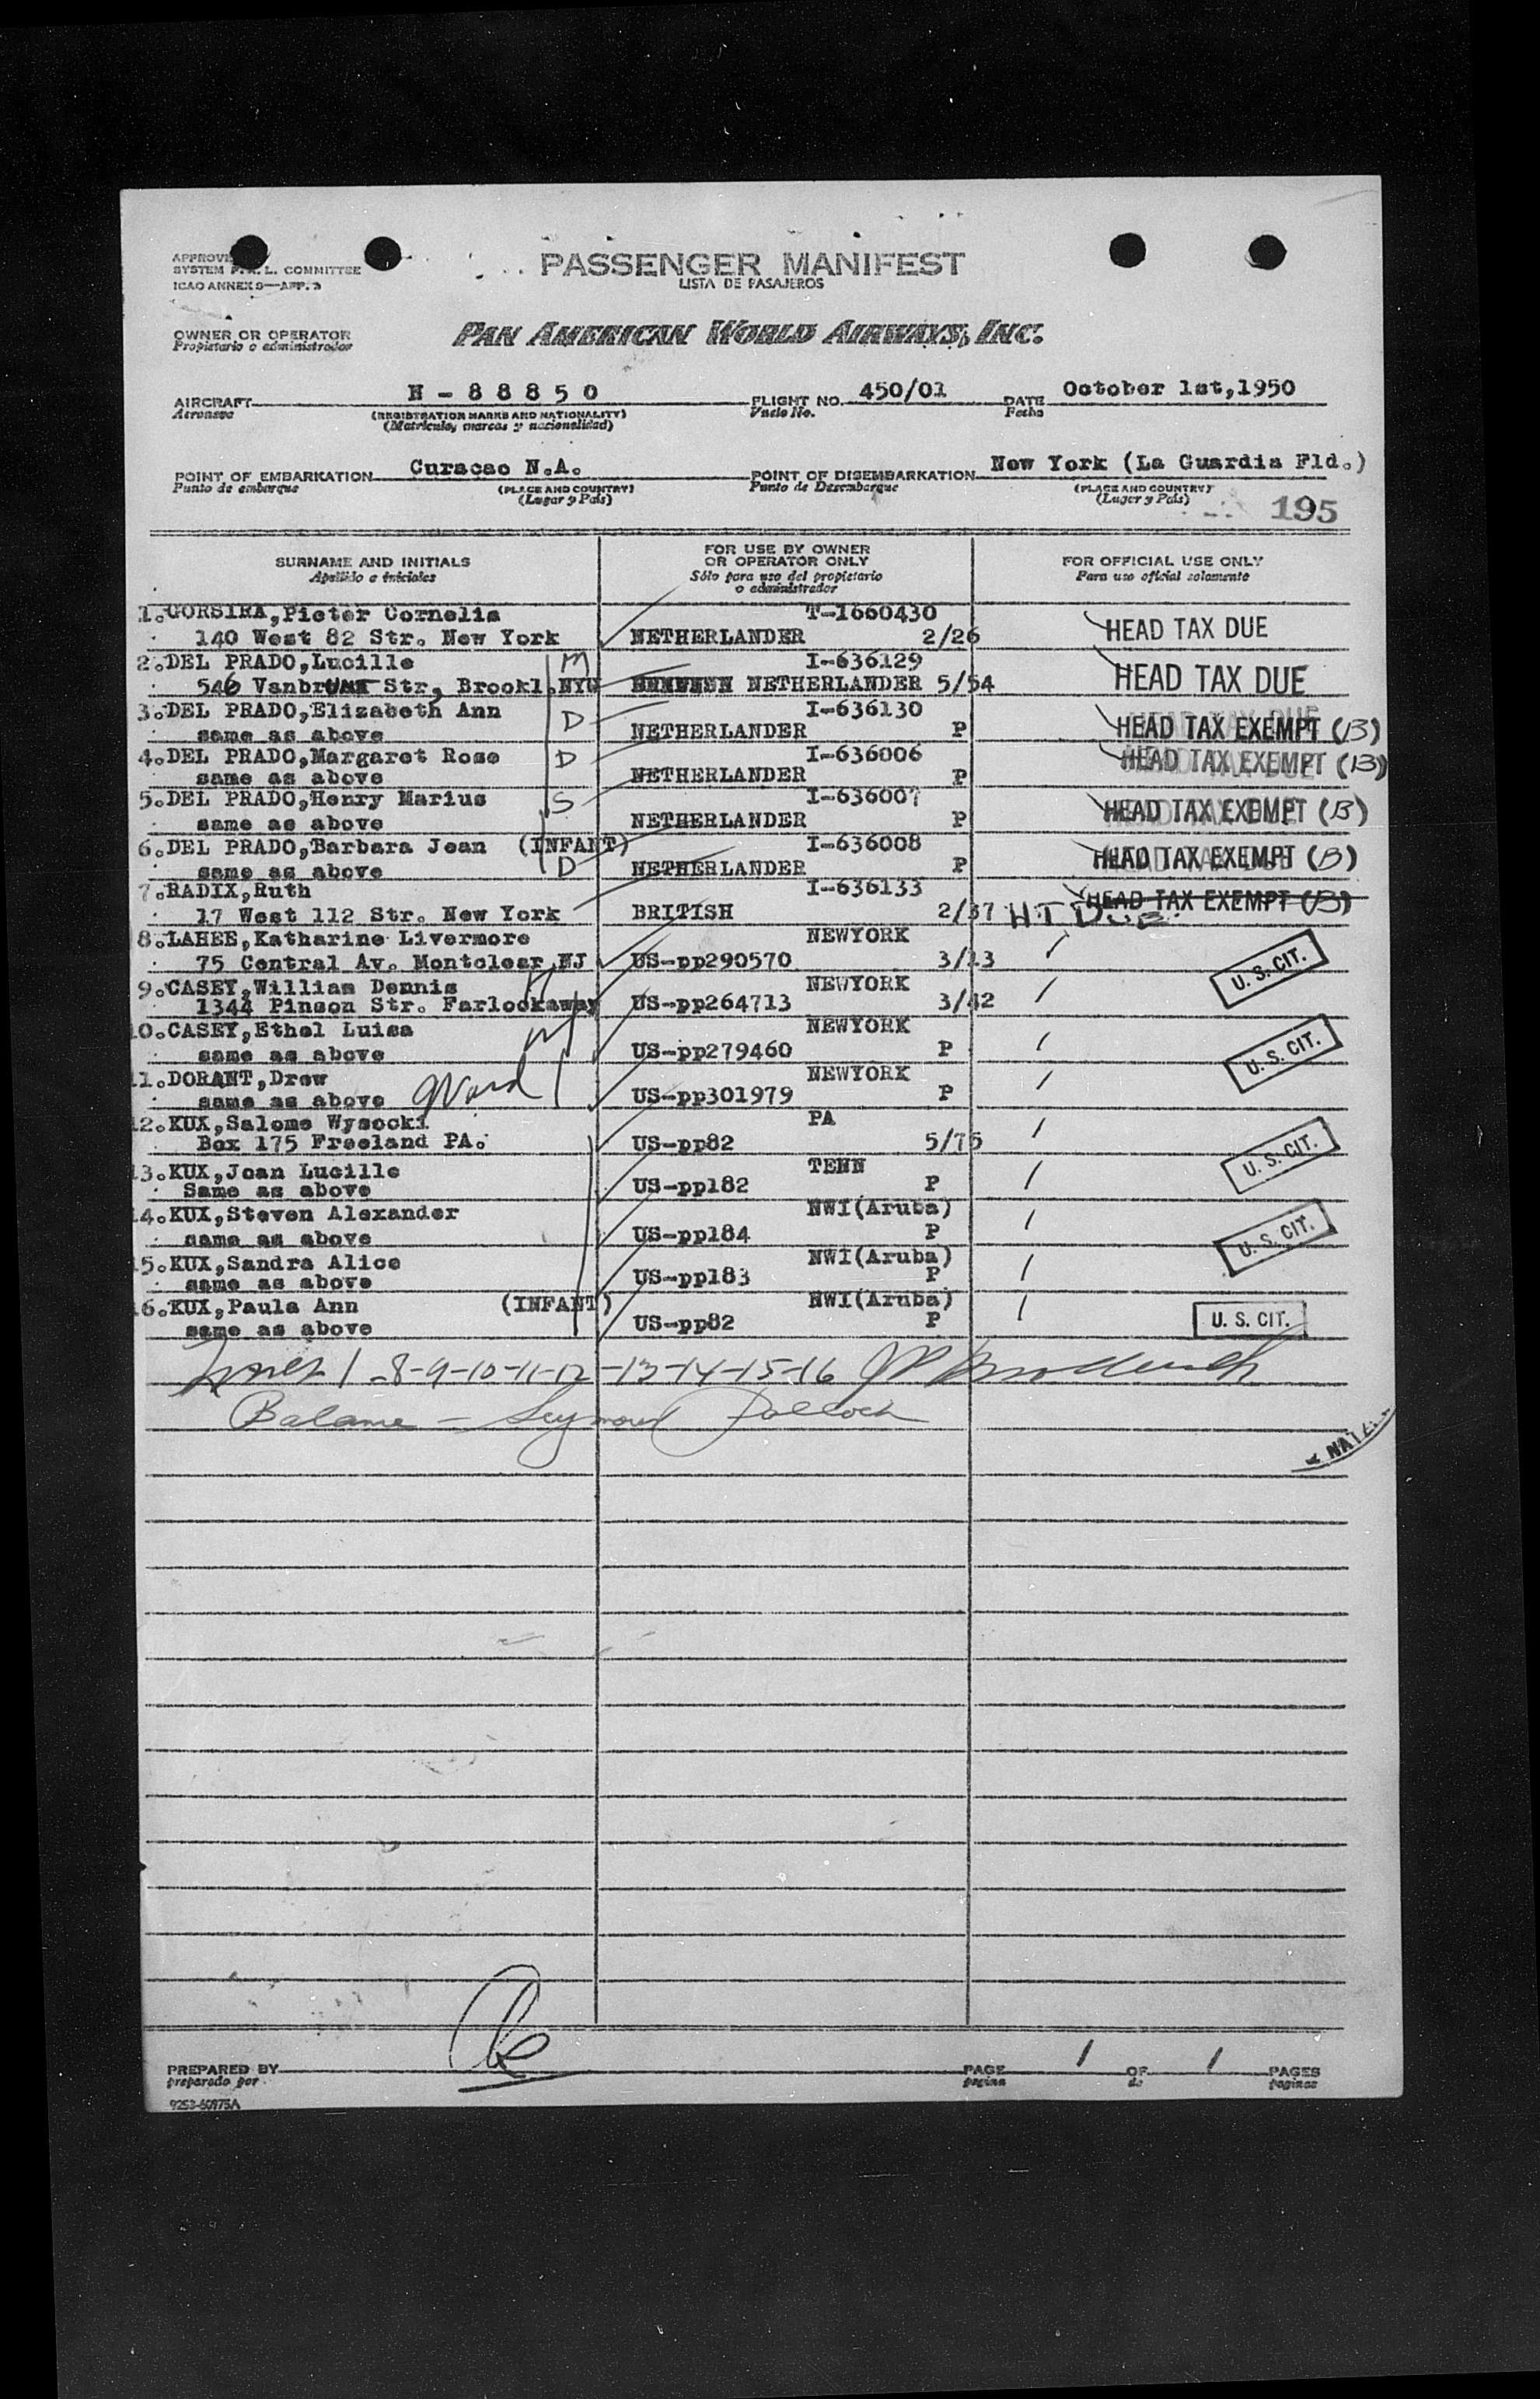 PASSENGER MANIFEST
LISTA DE PASAJEROS
SYSTEM L. COMMITTEE
ICAO ANNEX 9—APP. 3
OWNER OR OPERATOR
Propietario o administrador
PAN AMERICAN WORLD AIRWAYS, INC.
AIRCRAFT N - 8 8 8 5 0 FLIGHT NO. 450/01 DATE October 1st,1950
Aeronave (REGISTRATION MARKS AND NATIONALITY) Vuelo No. Fecha
(Matricula, marcas y nacionalidad)
POINT OF EMBARKATION Curacao N.A. POINT OF DISEMBARKATION New York (La Guardia Fld.)
Punto de embarque (PLACE AND COUNTRY) Punto de Desembarque (PLACE AND COUNTRY)
(Lugar y País) (Lugar y País)
195
SURNAME AND INITIALS FOR USE BY OWNER OR OPERATOR ONLY FOR OFFICIAL USE ONLY
Apellido e iniciales Sólo para uso del propietario o administrador Para uso oficial solamente
1.GORSIRA,Pieter Cornelis T-1660430
140 West 82 Str. New York NETHERLANDER 2/26 HEAD TAX DUE
2.DEL PRADO,Lucille M I-636129
546 Str, Brookl.NYU NETHERLANDER 5/54 HEAD TAX DUE
3.DEL PRADO,Elizabeth Ann D I-636130
same as above NETHERLANDER P HEAD TAX EXEMPT (B)
4.DEL PRADO,Margaret Rose D I-636006
same as above NETHERLANDER P HEAD TAX EXEMPT (B)
5.DEL PRADO,Henry Marius S I-636007
same as above NETHERLANDER P HEAD TAX EXEMPT (B)
6.DEL PRADO,Barbara Jean (INFANT) I-636008
same as above D NETHERLANDER P HEAD TAX EXEMPT (B)
7.RADIX,Ruth I-636133 HEAD TAX EXEMPT (B)
17 West 112 Str. New York BRITISH 2/37 H.T. DUE
8.LAHEE,Katharine Livermore NEWYORK
75 Central Av. Montclear NJ US-pp290570 3/13 U. S. CIT.
9.CASEY,William Dennis H NEWYORK
1344 Pinson Str. Farlockaway US-pp264713 3/42
10.CASEY,Ethel Luisa NEWYORK
same as above US-pp279460 P U. S. CIT.
11.DORANT,Drew NEWYORK
same as above US-pp301979 P
12.KUX,Salome Wysocki PA
Box 175 Freeland PA. US-pp82 5/75 U. S. CIT.
13.KUX,Joan Lucille TENN
Same as above US-pp182 P
14.KUX,Steven Alexander NWI(Aruba)
same as above US-pp184 P U. S. CIT.
15.KUX,Sandra Alice NWI(Aruba)
same as above US-pp183 P
16.KUX,Paula Ann (INFANT) NWI(Aruba)
same as above US-pp82 P U. S. CIT.
1-8-9-10-11-12-13-14-15-16
Balance - Seymour Pollock
PREPARED BY PAGE 1 OF 1 PAGES
preparado por página de paginas
9253-60975A